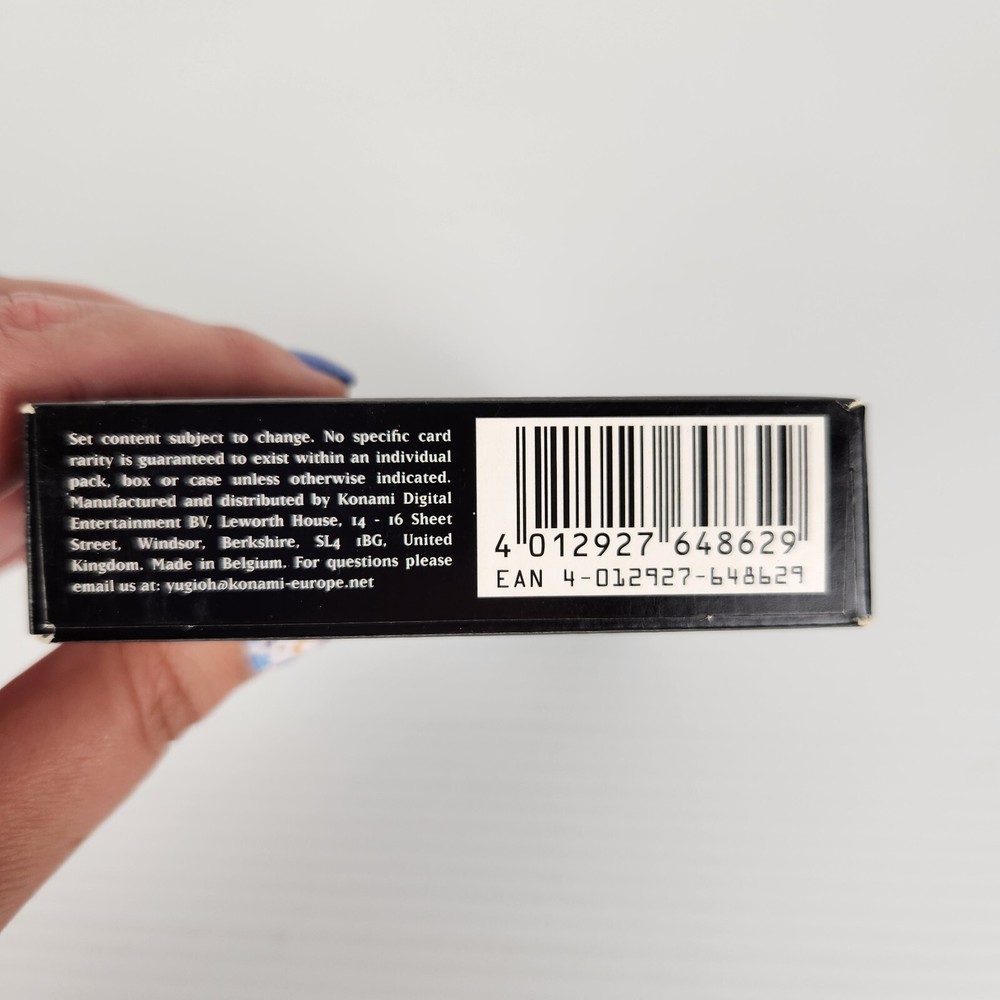 Set content subject to change. No specific card
rarity is guaranteed to exist within an individual
pack, box or case unless otherwise indicated.
Manufactured and distributed by Konami Digital
Entertainment BV, Leworth House, 14 - 16 Sheet
Street, Windsor, Berkshire, SL4 1BG, United
Kingdom. Made in Belgium. For questions please
email us at: yugioh@konami-europe.net
4 012927 648629
EAN 4-012927-648629